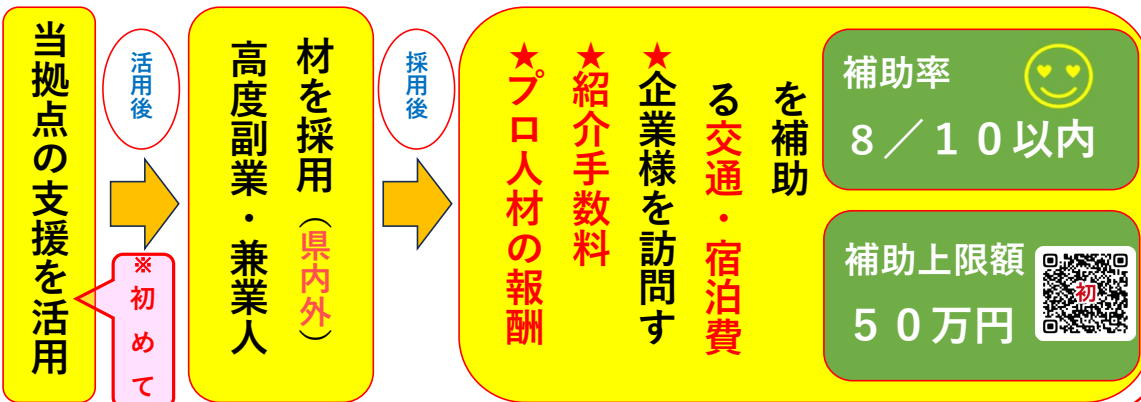 当拠点の支援を活用
※初めて
活用後
高度副業・兼業人
材を採用（県内外）
採用後
★プロ人材の報酬
★紹介手数料
★企業様を訪問す
る交通・宿泊費
を補助
補助率
８／１０以内
補助上限額
５０万円
初